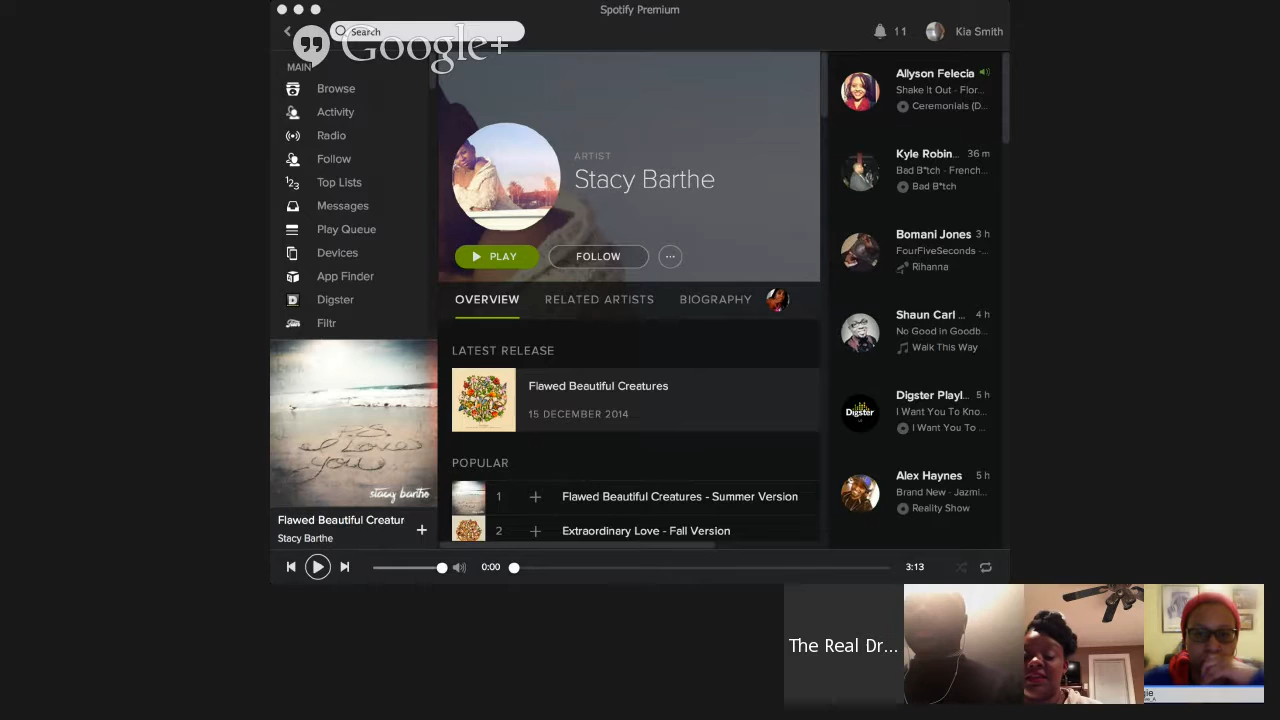 Spotify Premium
Search
Google+
11
Kia Smith
MAIN
Browse
Activity
Radio
Follow
Top Lists
Messages
Play Queue
Devices
App Finder
Digster
Filtr
P.S.
I Love
You
stacy barthe
Flawed Beautiful Creatur
Stacy Barthe
ARTIST
Stacy Barthe
PLAY
FOLLOW
OVERVIEW
RELATED ARTISTS
BIOGRAPHY
LATEST RELEASE
Flawed Beautiful Creatures
15 DECEMBER 2014
POPULAR
1 + Flawed Beautiful Creatures - Summer Version
2 + Extraordinary Love - Fall Version
Allyson Felecia
Shake It Out - Flor...
Ceremonials (D...
Kyle Robin... 36 m
Bad B*tch - French...
Bad B*tch
Bomani Jones 3 h
FourFiveSeconds -...
Rihanna
Shaun Carl ... 4 h
No Good in Goodb...
Walk This Way
Digster
Digster Playl... 5 h
I Want You To Kno...
I Want You To ...
Alex Haynes 5 h
Brand New - Jazmi...
Reality Show
0:00
3:13
The Real Dr...